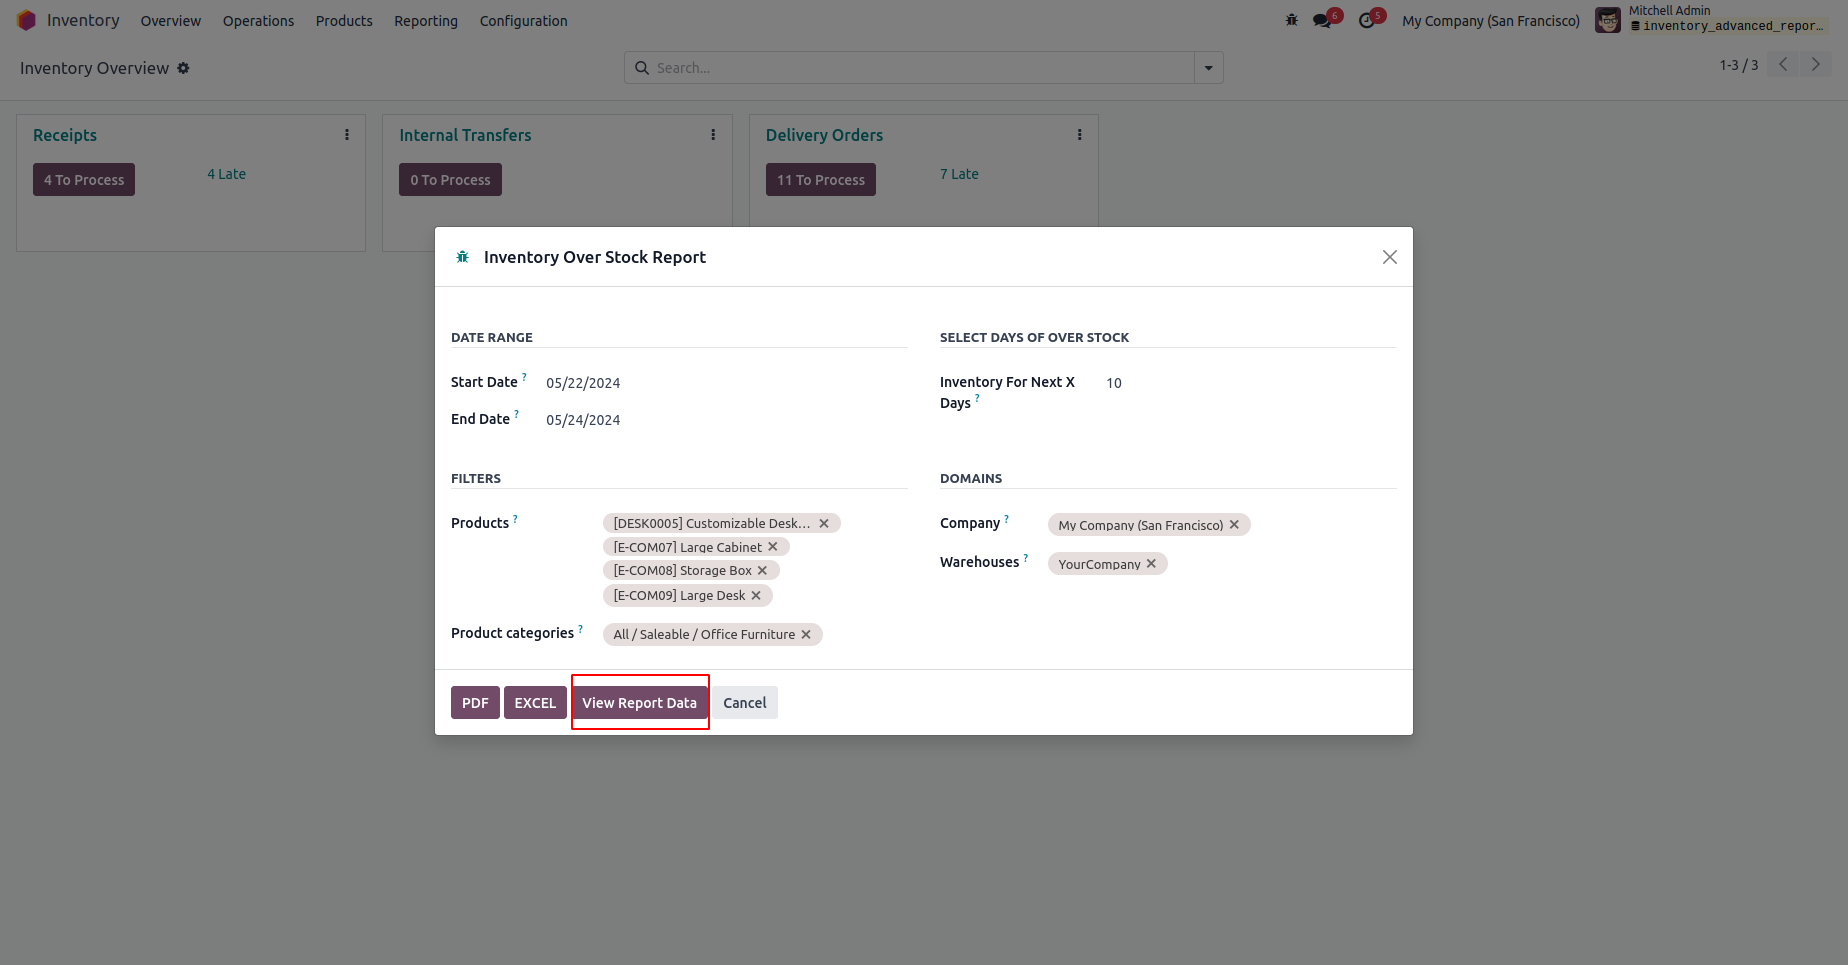 Inventory Overview Operations Products Reporting Configuration 6 5 My Company (San Francisco) Mitchell Admin
inventory_advanced_repor...
Inventory Overview Search... 1-3 / 3
Receipts Internal Transfers Delivery Orders
4 To Process 4 Late 0 To Process 11 To Process 7 Late
Inventory Over Stock Report
DATE RANGE SELECT DAYS OF OVER STOCK
Start Date ? 05/22/2024 Inventory For Next X 10
Days ?
End Date ? 05/24/2024
FILTERS DOMAINS
Products ? [DESK0005] Customizable Desk... Company ? My Company (San Francisco)
[E-COM07] Large Cabinet
[E-COM08] Storage Box Warehouses ? YourCompany
[E-COM09] Large Desk
Product categories ? All / Saleable / Office Furniture
PDF EXCEL View Report Data Cancel